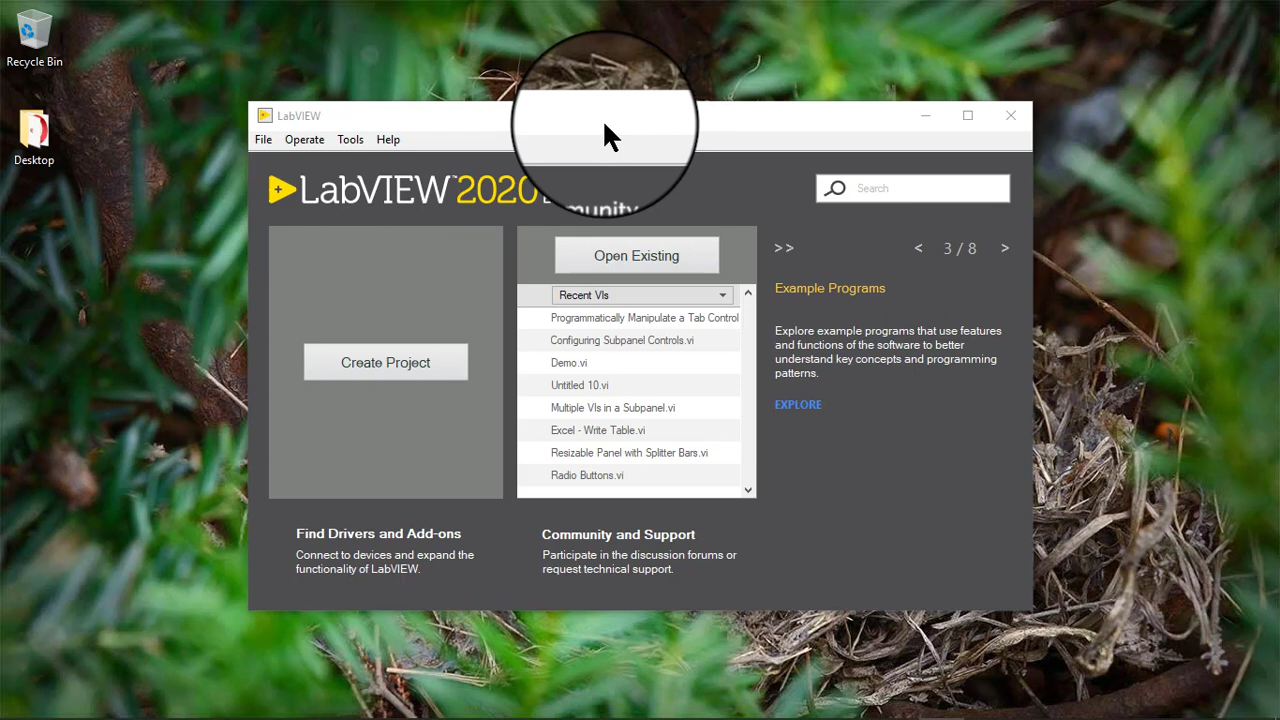 Recycle Bin
Desktop
LabVIEW
File Operate Tools Help
LabVIEW™ 2020
Search
Create Project
Open Existing
Recent VIs
Programmatically Manipulate a Tab Control
Configuring Subpanel Controls.vi
Demo.vi
Untitled 10.vi
Multiple VIs in a Subpanel.vi
Excel - Write Table.vi
Resizable Panel with Splitter Bars.vi
Radio Buttons.vi
>> < 3 / 8 >
Example Programs
Explore example programs that use features
and functions of the software to better
understand key concepts and programming
patterns.
EXPLORE
Find Drivers and Add-ons
Connect to devices and expand the
functionality of LabVIEW.
Community and Support
Participate in the discussion forums or
request technical support.